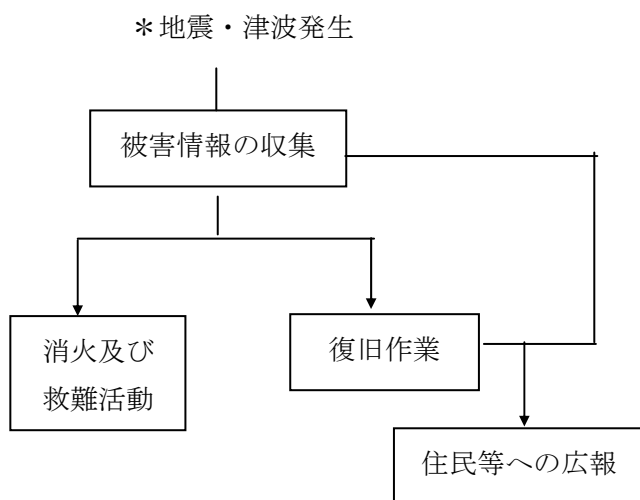 ＊地震・津波発生
被害情報の収集
消火及び
救難活動
復旧作業
住民等への広報